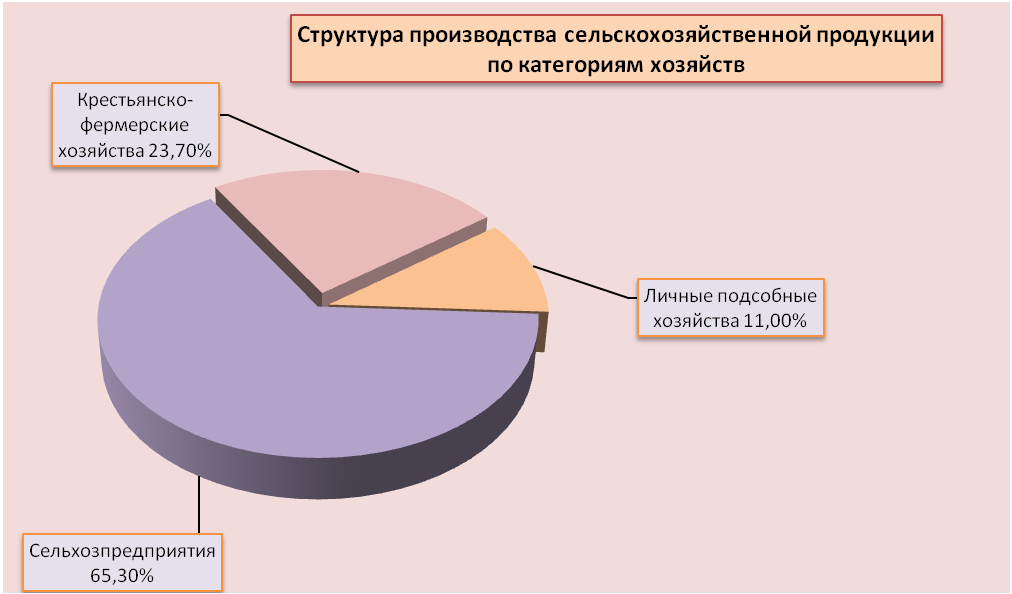 Структура производства сельскохозяйственной продукции
по категориям хозяйств
Крестьянско-
фермерские
хозяйства 23,70%
Личные подсобные
хозяйства 11,00%
Сельхозпредприятия
65,30%